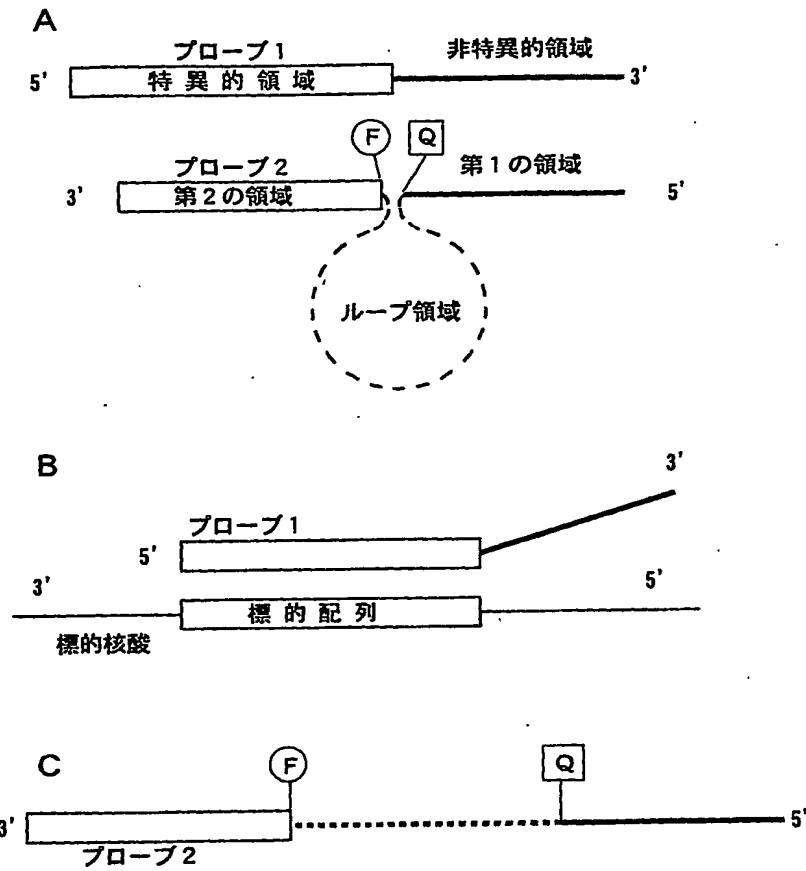 A
プローブ1
非特異的領域
5'
特異的領域
3'
F
Q
プローブ2
第1の領域
3'
第2の領域
5'
ループ領域
B
3'
プローブ1
5'
3'
5'
標的配列
標的核酸
C
F
Q
3'
5'
プローブ2